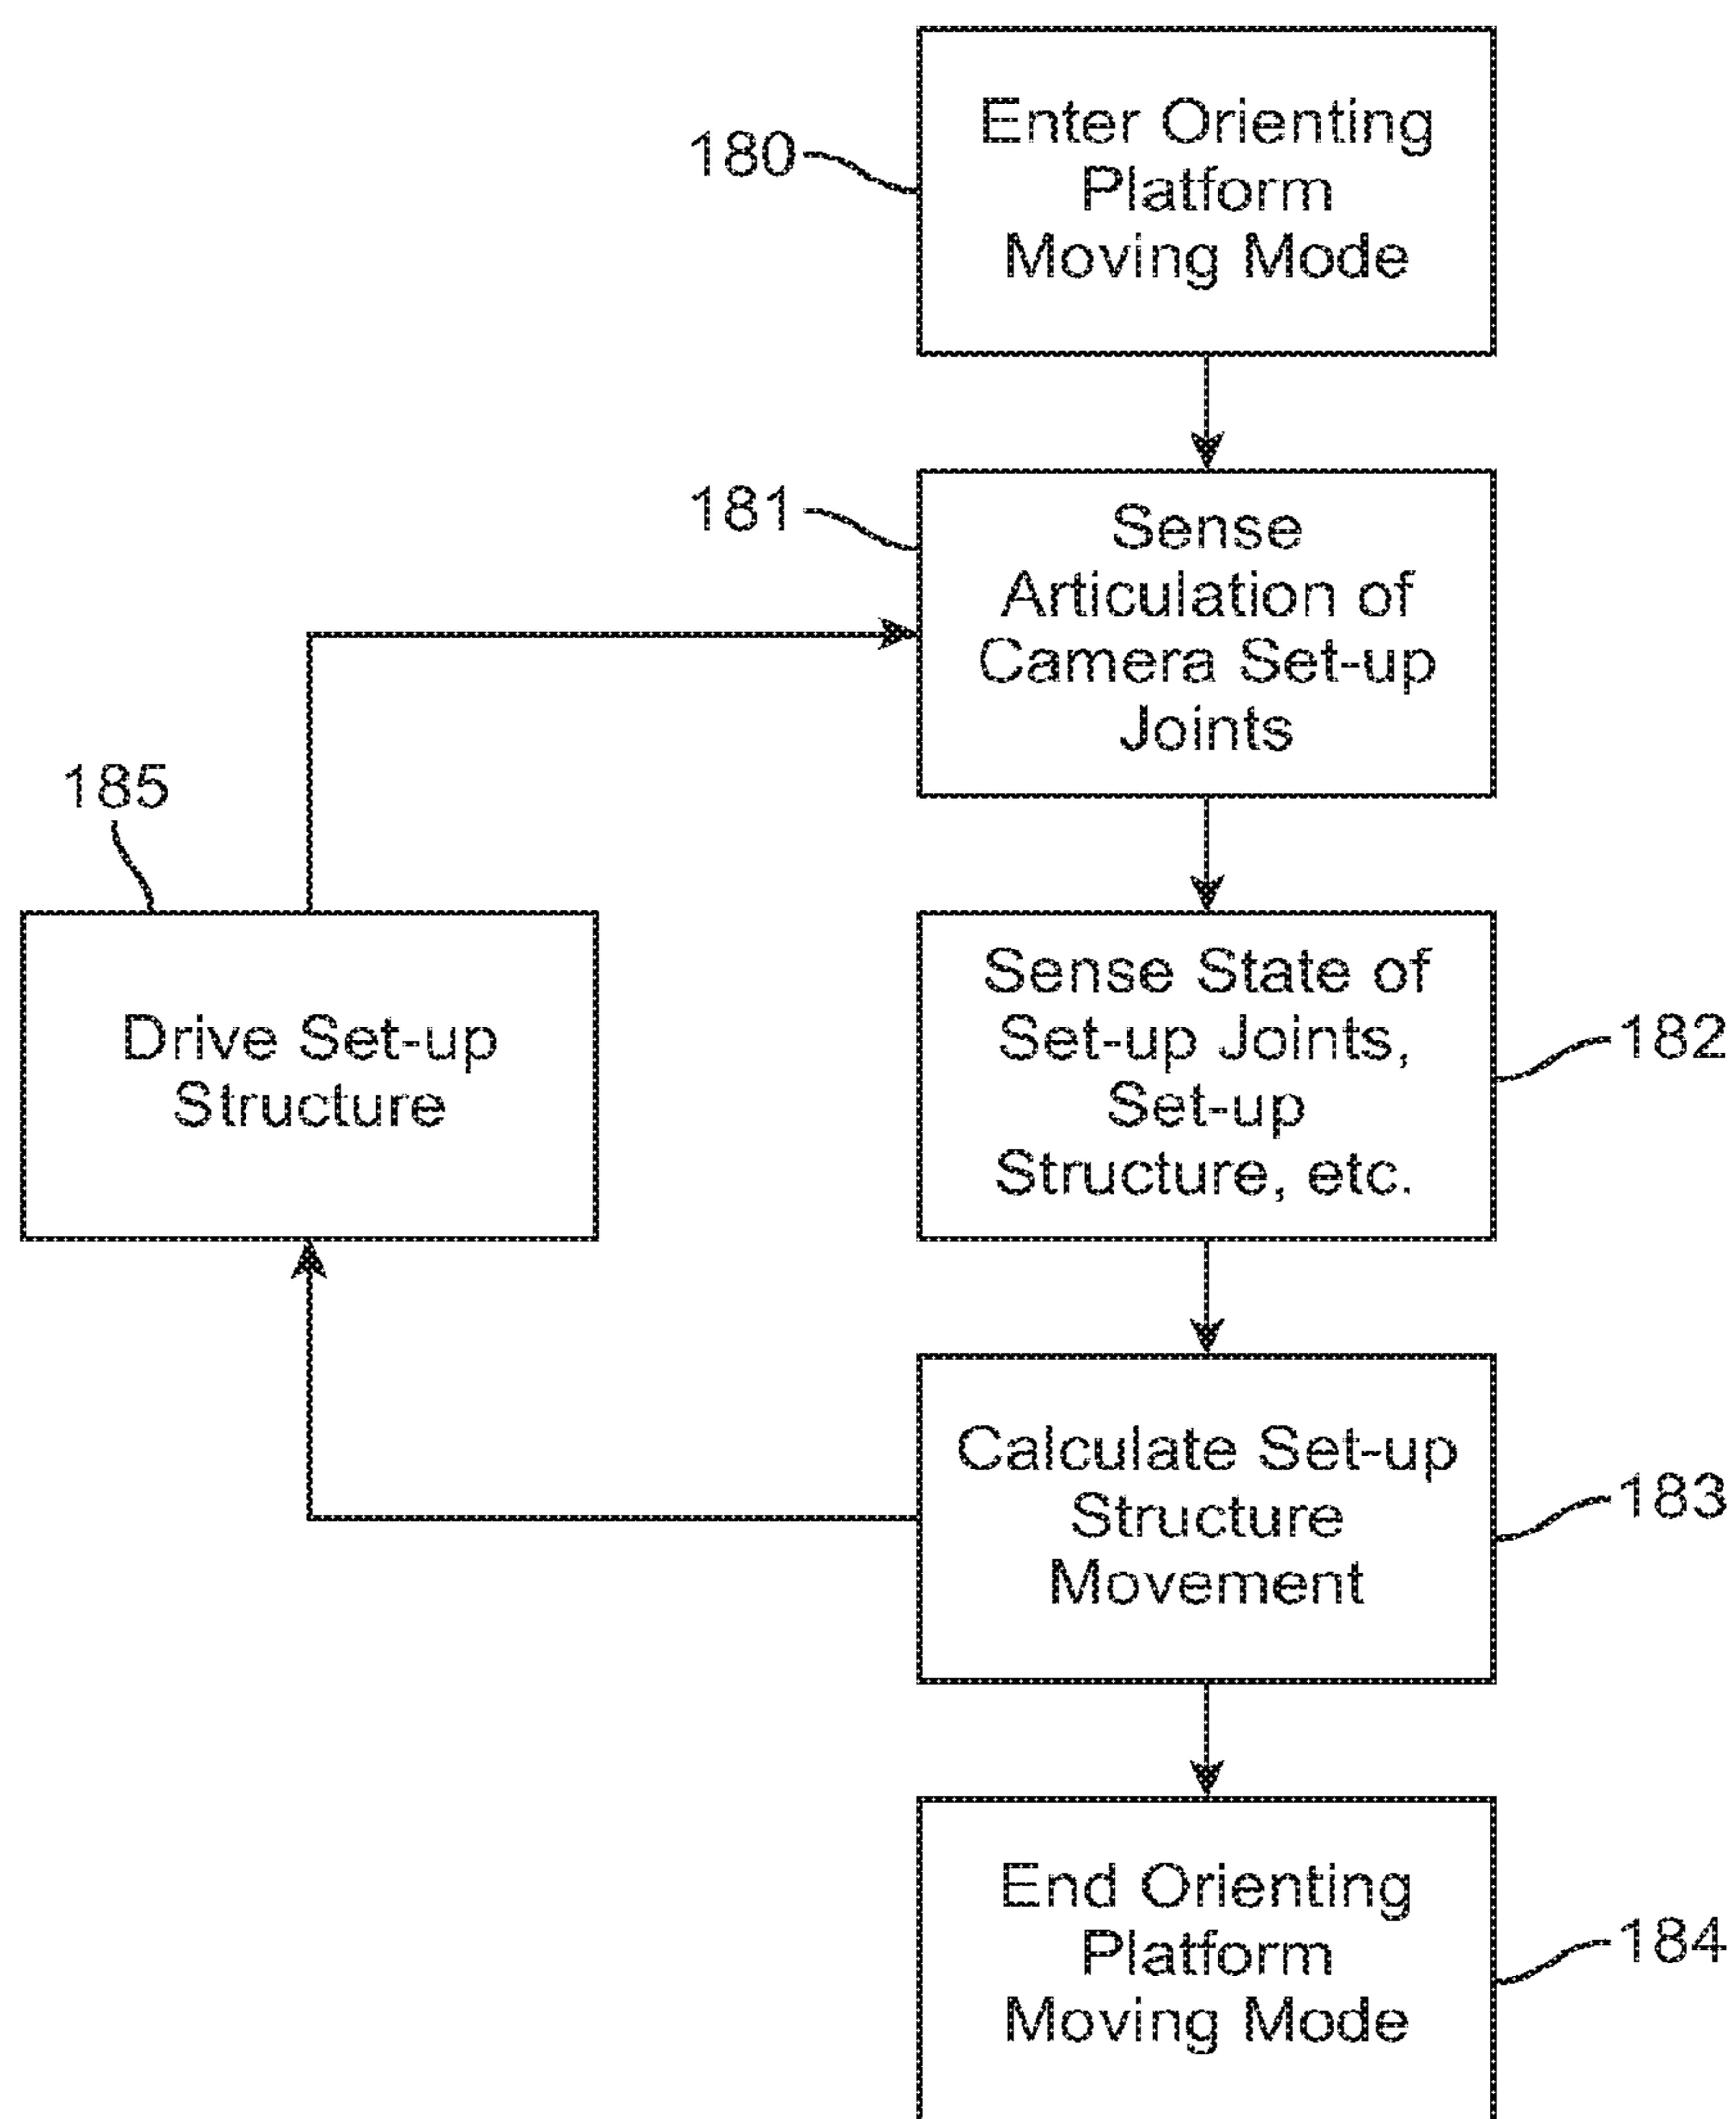 180
Enter Orienting
Platform
Moving Mode
181
Sense
Articulation of
Camera Set-up
Joints
185
Drive Set-up
Structure
Sense State of
Set-up Joints,
Set-up
Structure, etc.
182
Calculate Set-up
Structure
Movement
183
End Orienting
Platform
Moving Mode
184